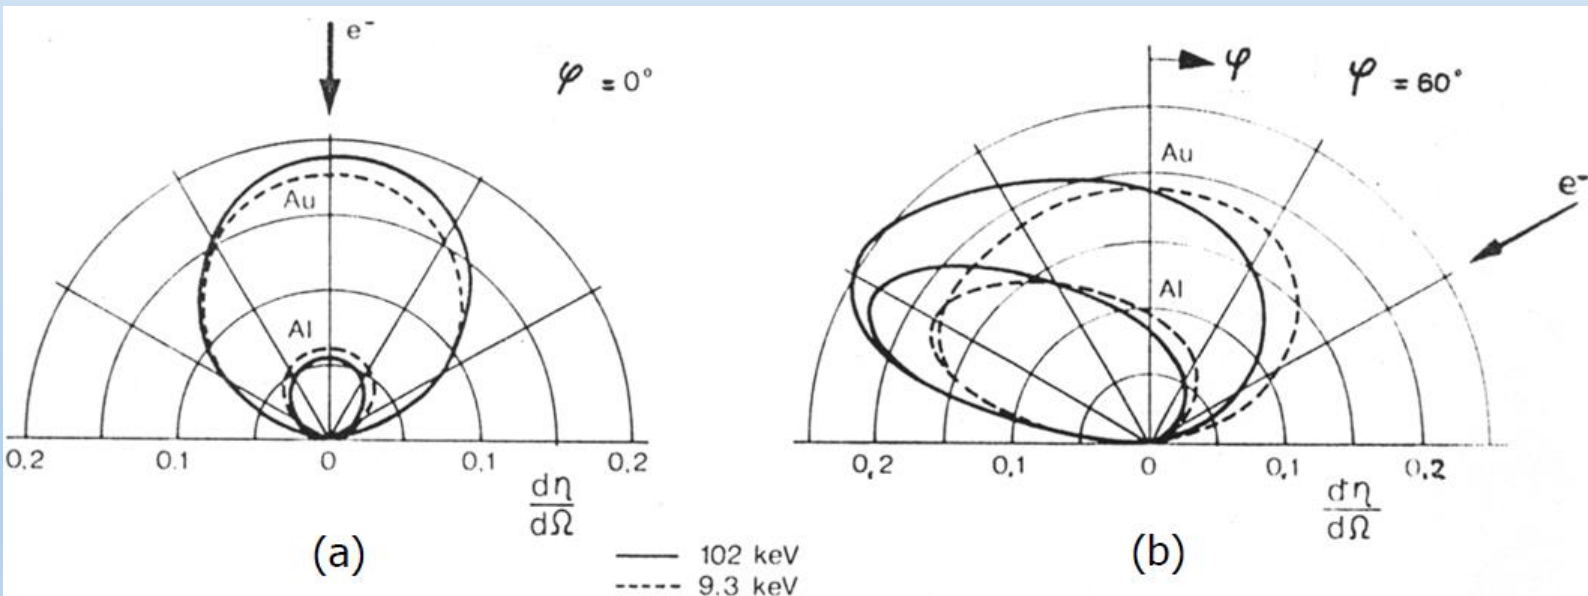 e⁻
φ = 0°
Au
Al
0.2 0.1 0 0.1 0.2
dη
dΩ
(a)
φ
φ = 60°
Au
e⁻
Al
0.2 0.1 0 0.1 0.2
dη
dΩ
(b)
102 keV
9.3 keV